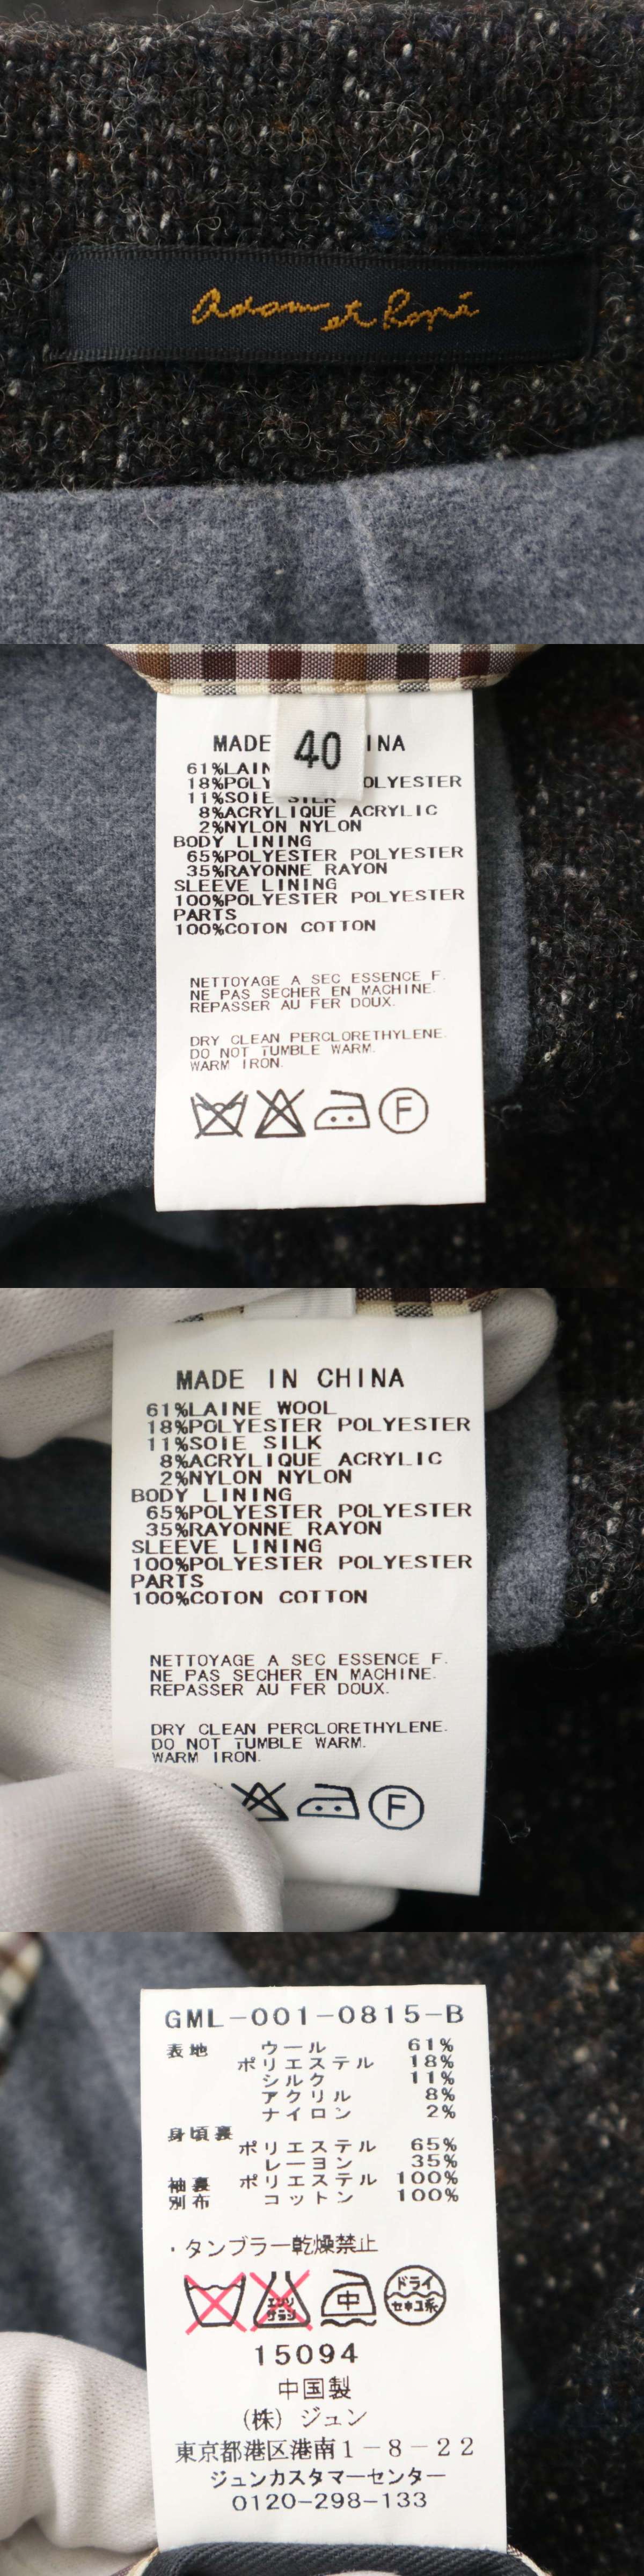 Adam et Ropé
40
MADE INA
61%LAIN
18%POLY OLYESTER
11%SOIE SILK
8%ACRYLIQUE ACRYLIC
2%NYLON NYLON
BODY LINING
65%POLYESTER POLYESTER
35%RAYONNE RAYON
SLEEVE LINING
100%POLYESTER POLYESTER
PARTS
100%COTON COTTON
NETTOYAGE A SEC ESSENCE F.
NE PAS SECHER EN MACHINE.
REPASSER AU FER DOUX.
DRY CLEAN PERCLORETHYLENE.
DO NOT TUMBLE WARM.
WARM IRON.
F
MADE IN CHINA
61%LAINE WOOL
18%POLYESTER POLYESTER
11%SOIE SILK
8%ACRYLIQUE ACRYLIC
2%NYLON NYLON
BODY LINING
65%POLYESTER POLYESTER
35%RAYONNE RAYON
SLEEVE LINING
100%POLYESTER POLYESTER
PARTS
100%COTON COTTON
NETTOYAGE A SEC ESSENCE F.
NE PAS SECHER EN MACHINE.
REPASSER AU FER DOUX.
DRY CLEAN PERCLORETHYLENE.
DO NOT TUMBLE WARM.
WARM IRON.
F
GML-001-0815-B
表地 ウール 61%
ポリエステル 18%
シルク 11%
アクリル 8%
ナイロン 2%
身頃裏
ポリエステル 65%
レーヨン 35%
袖裏 ポリエステル 100%
別布 コットン 100%
・タンブラー乾燥禁止
エンソサラシ 中 ドライ セキユ系
15094
中国製
(株) ジュン
東京都港区港南1-8-22
ジュンカスタマーセンター
0120-298-133